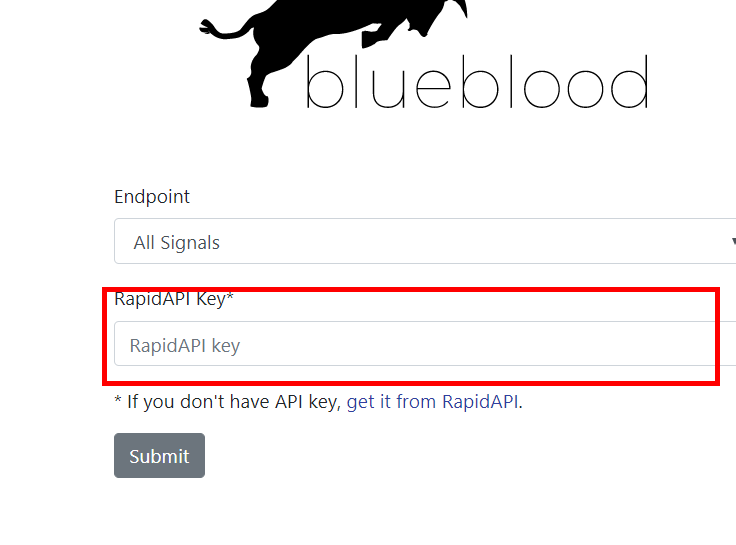 blueblood
Endpoint
All Signals
RapidAPI Key*
RapidAPI key
* If you don't have API key, get it from RapidAPI.
Submit